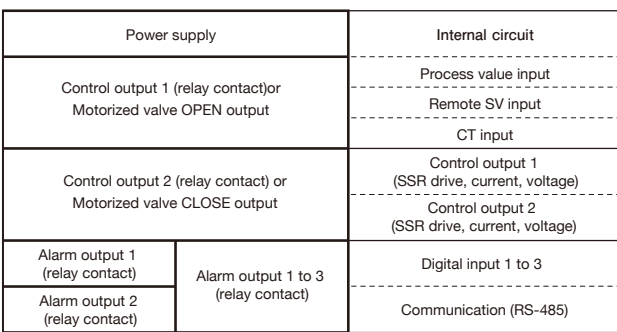 Power supply
Internal circuit
Control output 1 (relay contact)or
Motorized valve OPEN output
Process value input
Remote SV input
CT input
Control output 2 (relay contact) or
Motorized valve CLOSE output
Control output 1
(SSR drive, current, voltage)
Control output 2
(SSR drive, current, voltage)
Alarm output 1
(relay contact)
Alarm output 2
(relay contact)
Alarm output 1 to 3
(relay contact)
Digital input 1 to 3
Communication (RS-485)